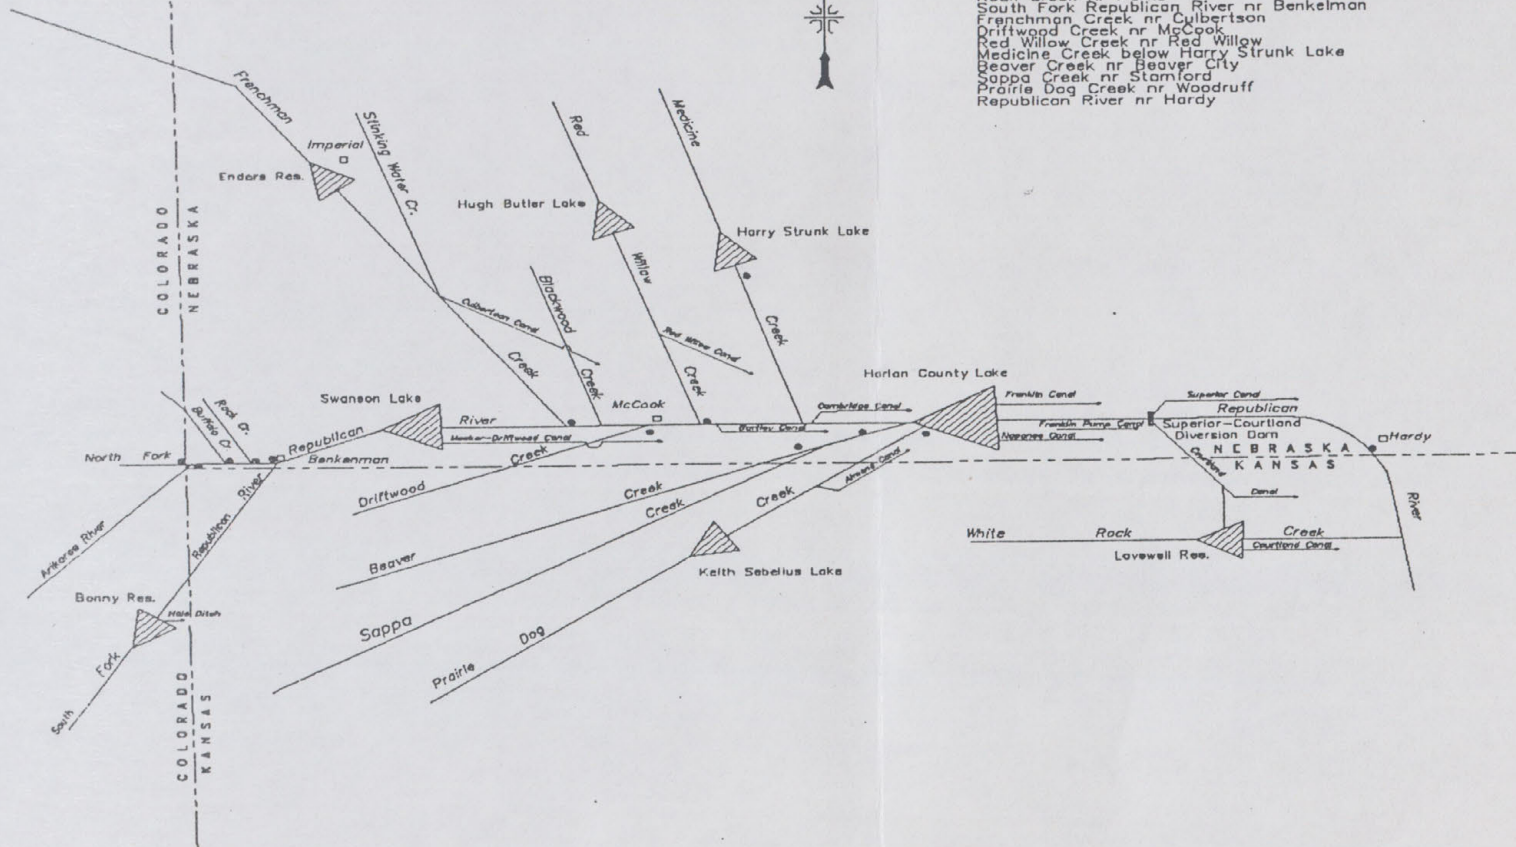 South Fork Republican River nr Benkelman
Frenchman Creek nr Culbertson
Driftwood Creek nr McCook
Red Willow Creek nr Red Willow
Medicine Creek below Harry Strunk Lake
Beaver Creek nr Beaver City
Sappa Creek nr Stamford
Prairie Dog Creek nr Woodruff
Republican River nr Hardy
Frenchman
Creek
Imperial
Enders Res.
Stinking Water Cr.
Culbertson Canal
Blackwood
Creek
Red
Willow
Creek
Hugh Butler Lake
Red Willow Canal
Medicine
Creek
Harry Strunk Lake
COLORADO
NEBRASKA
Rock Cr.
Buffalo Cr.
North Fork
Republican
River
Benkenman
Swanson Lake
McCook
Meeker-Driftwood Canal
Cambridge Canal
Bartley Canal
Harlan County Lake
Franklin Canal
Naponee Canal
Franklin Pump Canal
Superior Canal
Republican
River
Superior-Courtland
Diversion Dam
NEBRASKA
KANSAS
Hardy
Courtland
Canal
White Rock Creek
Courtland Canal
Lovewell Res.
Driftwood
Creek
Beaver
Creek
Sappa
Creek
Prairie
Dog
Creek
Almena Canal
Keith Sebelius Lake
Arikaree River
South
Fork
Republican
River
Bonny Res.
Hale Ditch
COLORADO
KANSAS